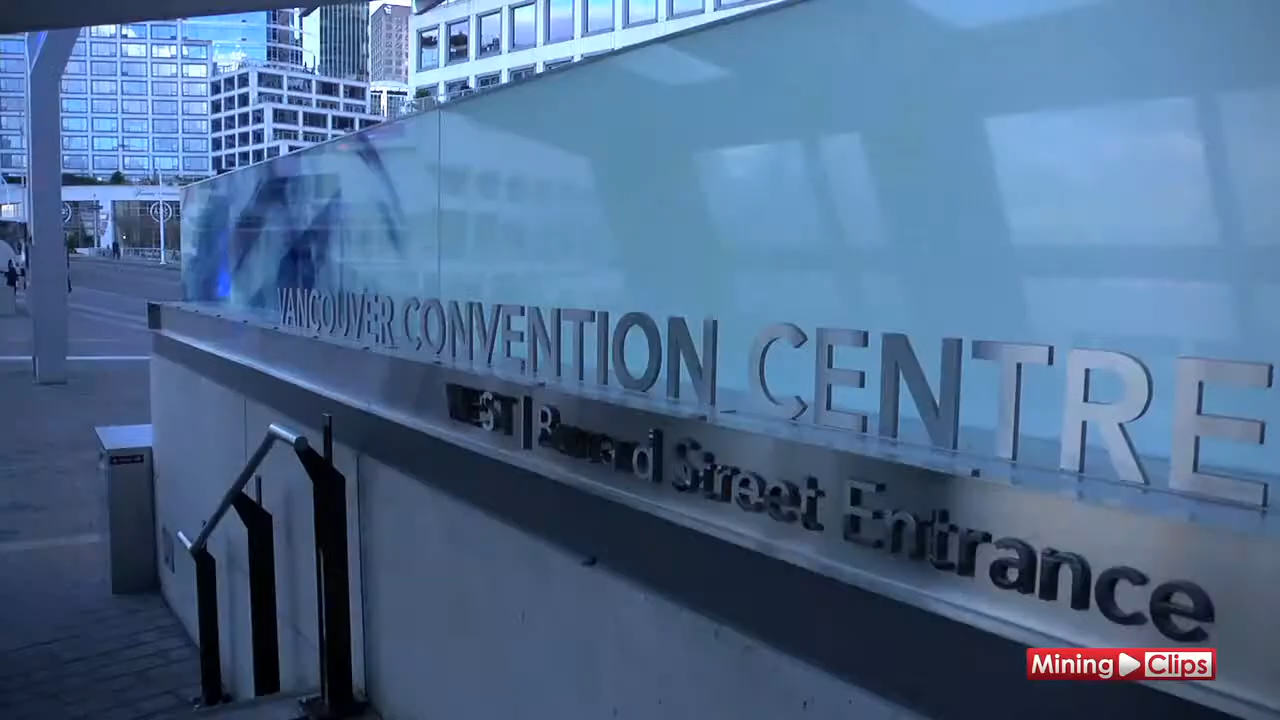 VANCOUVER CONVENTION CENTRE
WEST | Burrard Street Entrance
Mining Clips